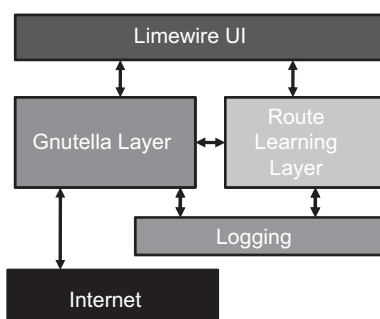 Limewire UI
Gnutella Layer
Route
Learning
Layer
Logging
Internet